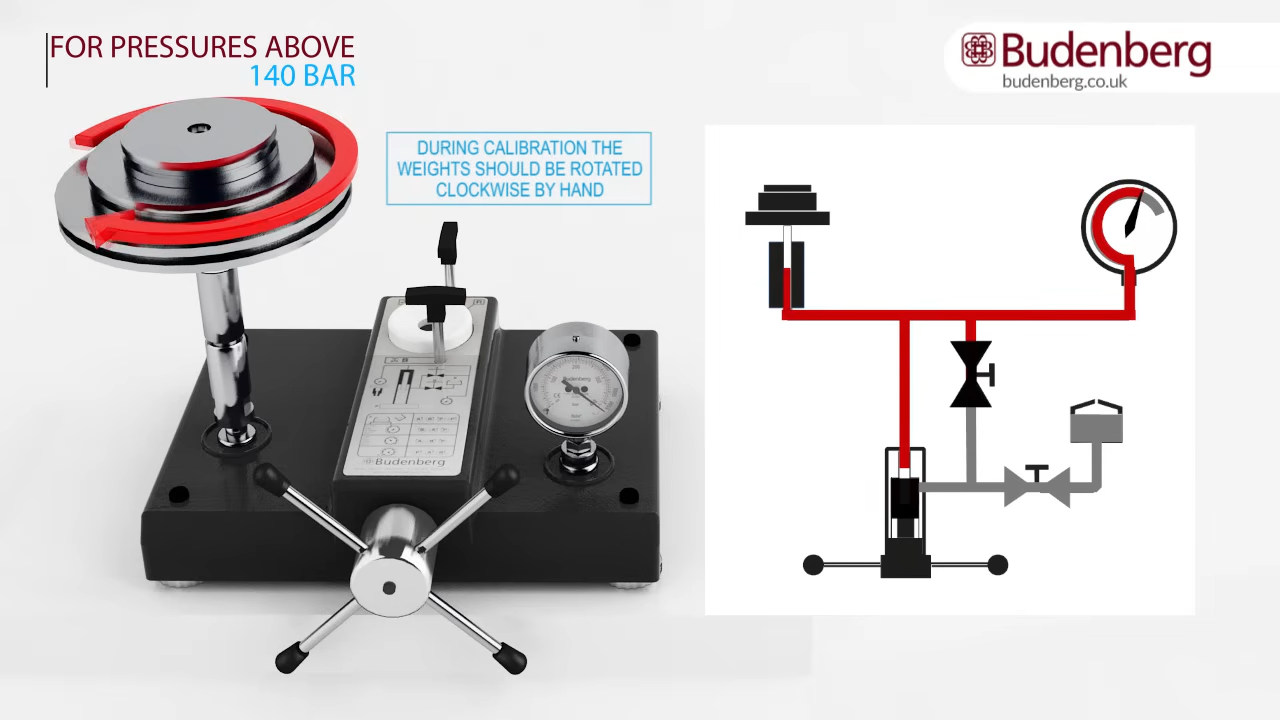 FOR PRESSURES ABOVE
140 BAR
Budenberg
budenberg.co.uk
DURING CALIBRATION THE
WEIGHTS SHOULD BE ROTATED
CLOCKWISE BY HAND
Budenberg
Budenberg